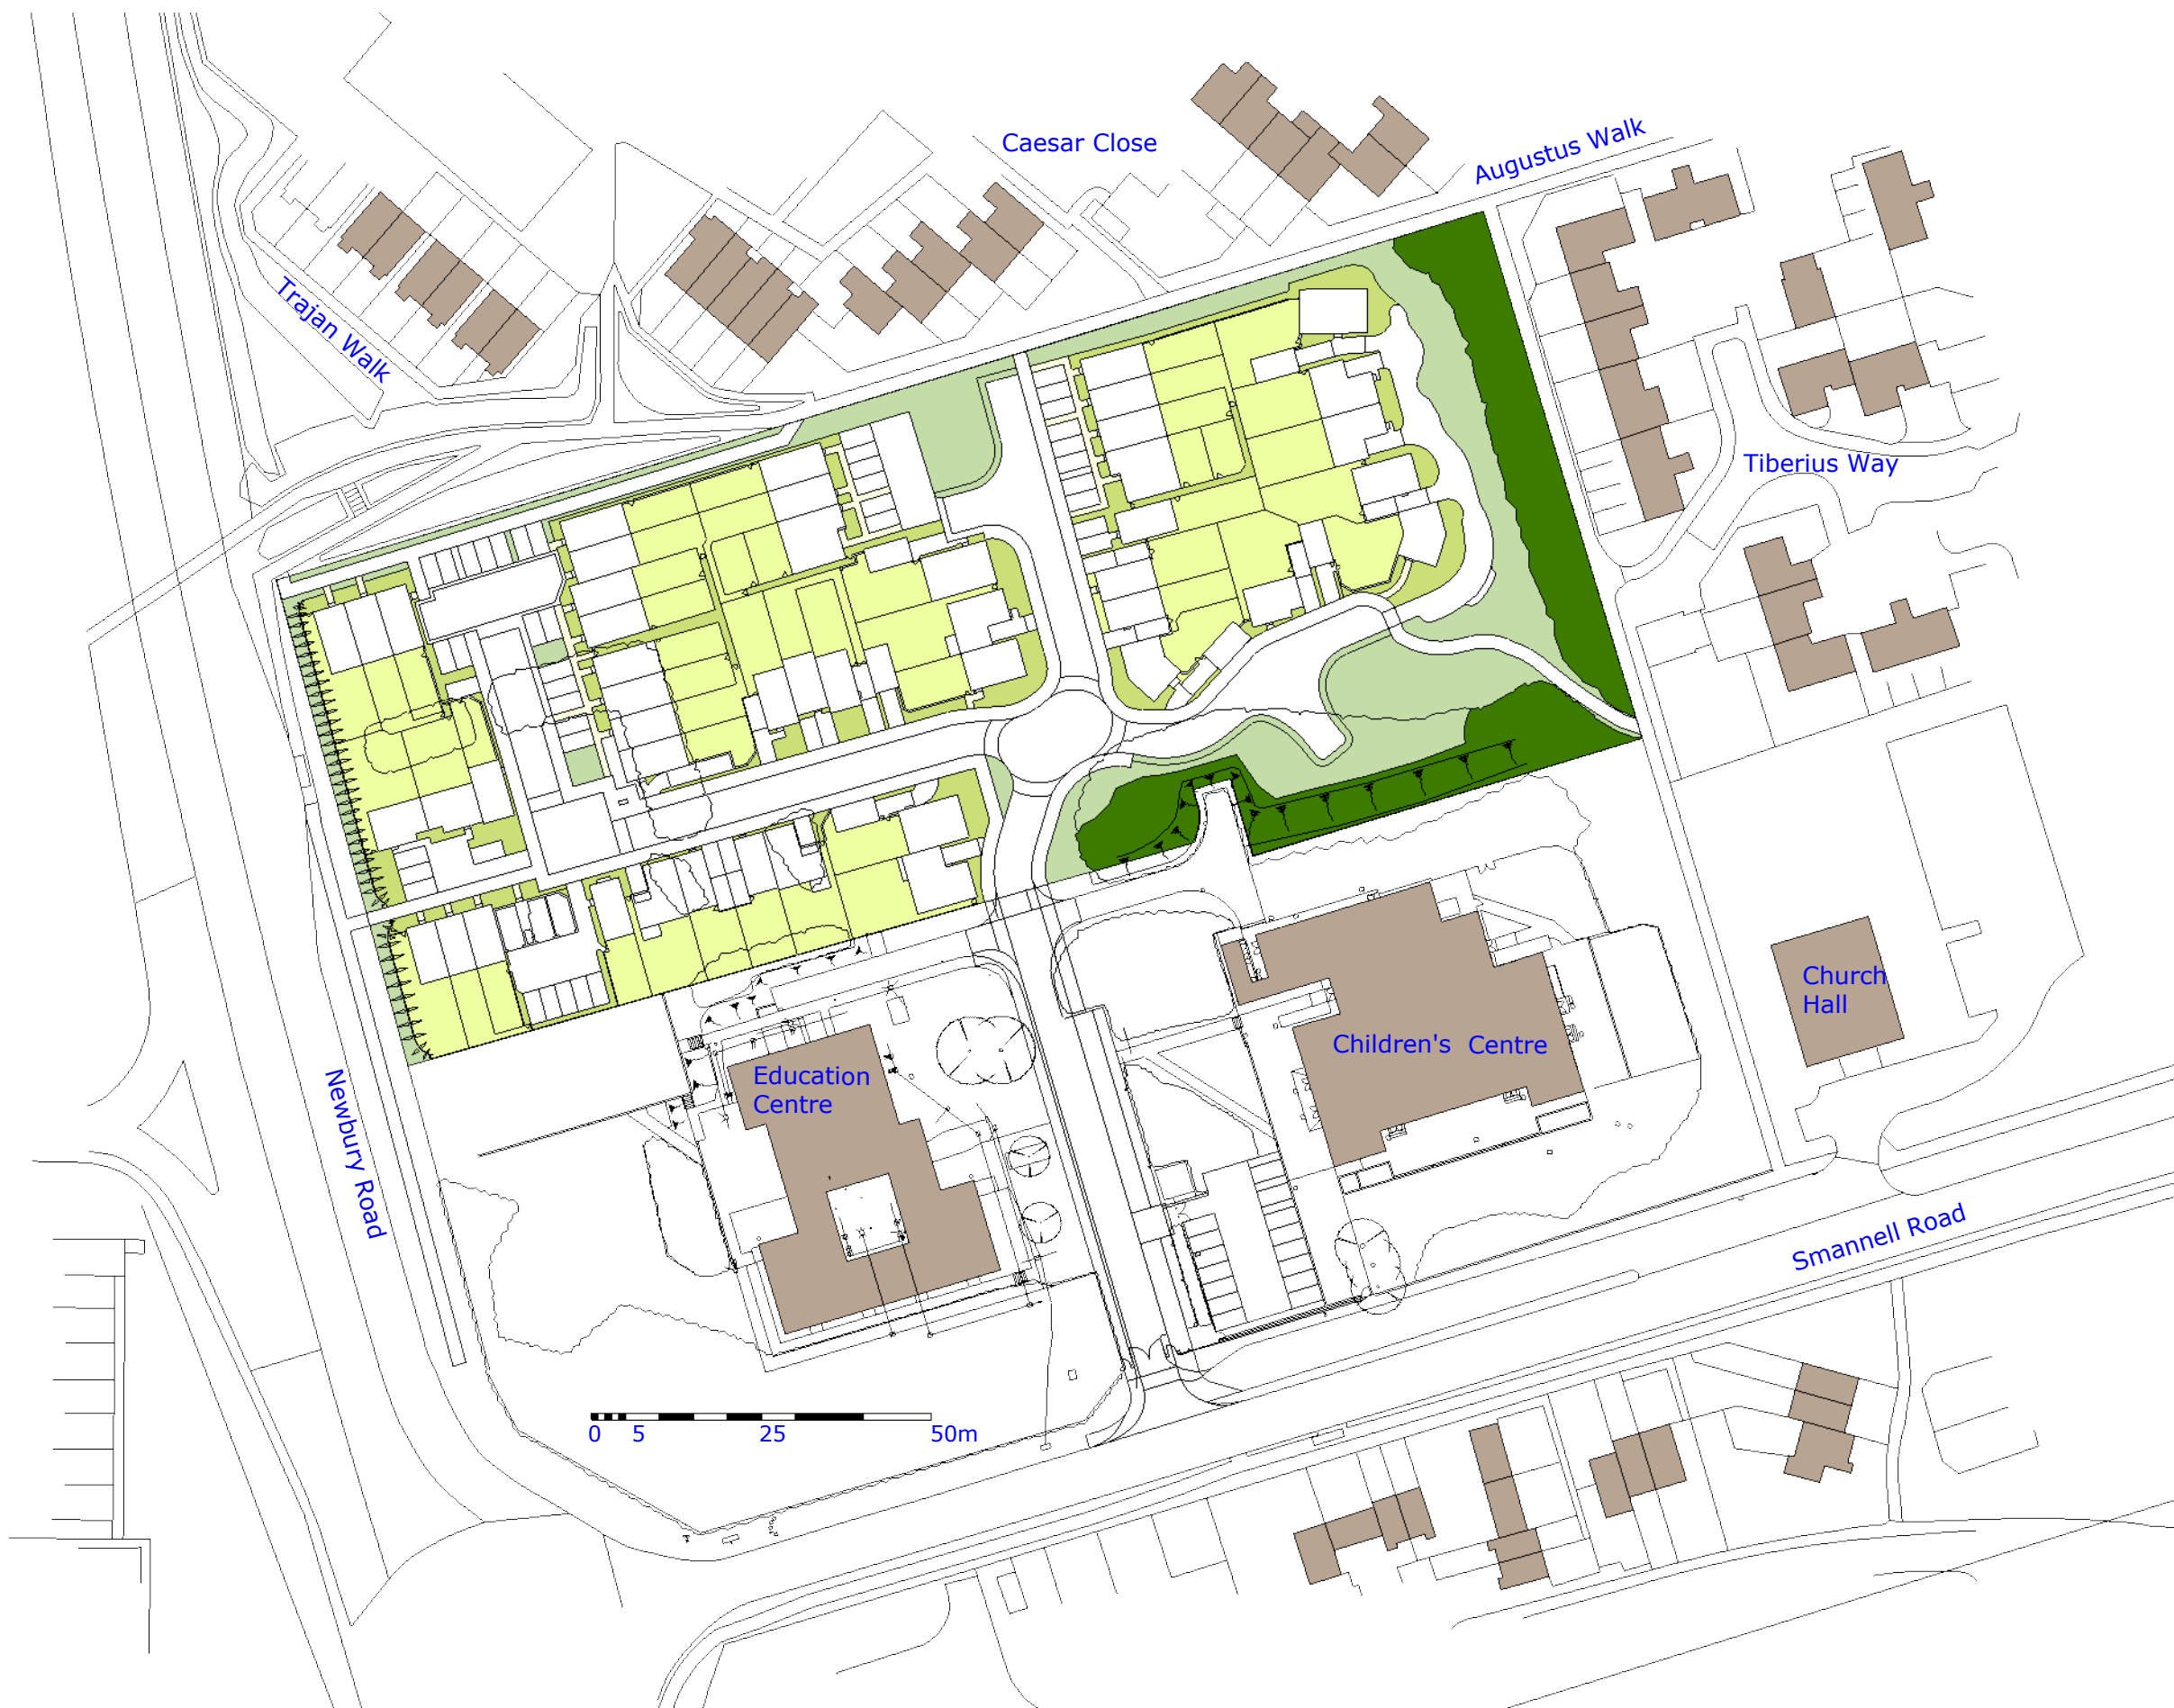 Caesar Close
Augustus Walk
Trajan Walk
Tiberius Way
Church
Hall
Children's Centre
Education
Centre
Newbury Road
Smannell Road
0 5 25 50m